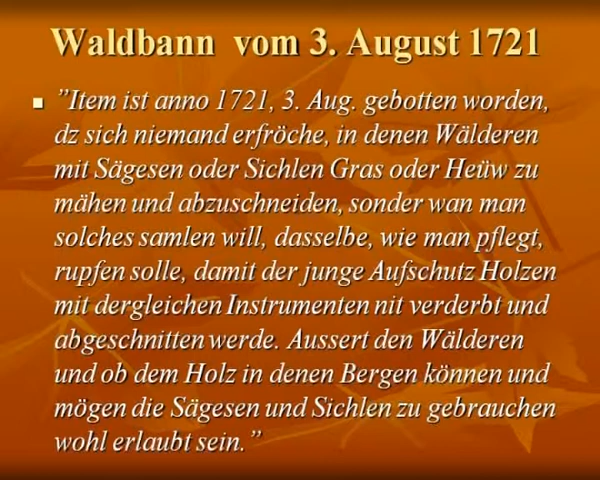 Waldbann vom 3. August 1721
”Item ist anno 1721, 3. Aug. gebotten worden,
dz sich niemand erfröche, in denen Wälderen
mit Sägesen oder Sichlen Gras oder Heüw zu
mähen und abzuschneiden, sonder wan man
solches samlen will, dasselbe, wie man pflegt,
rupfen solle, damit der junge Aufschutz Holzen
mit dergleichen Instrumenten nit verderbt und
abgeschnitten werde. Aussert den Wälderen
und ob dem Holz in denen Bergen können und
mögen die Sägesen und Sichlen zu gebrauchen
wohl erlaubt sein.”